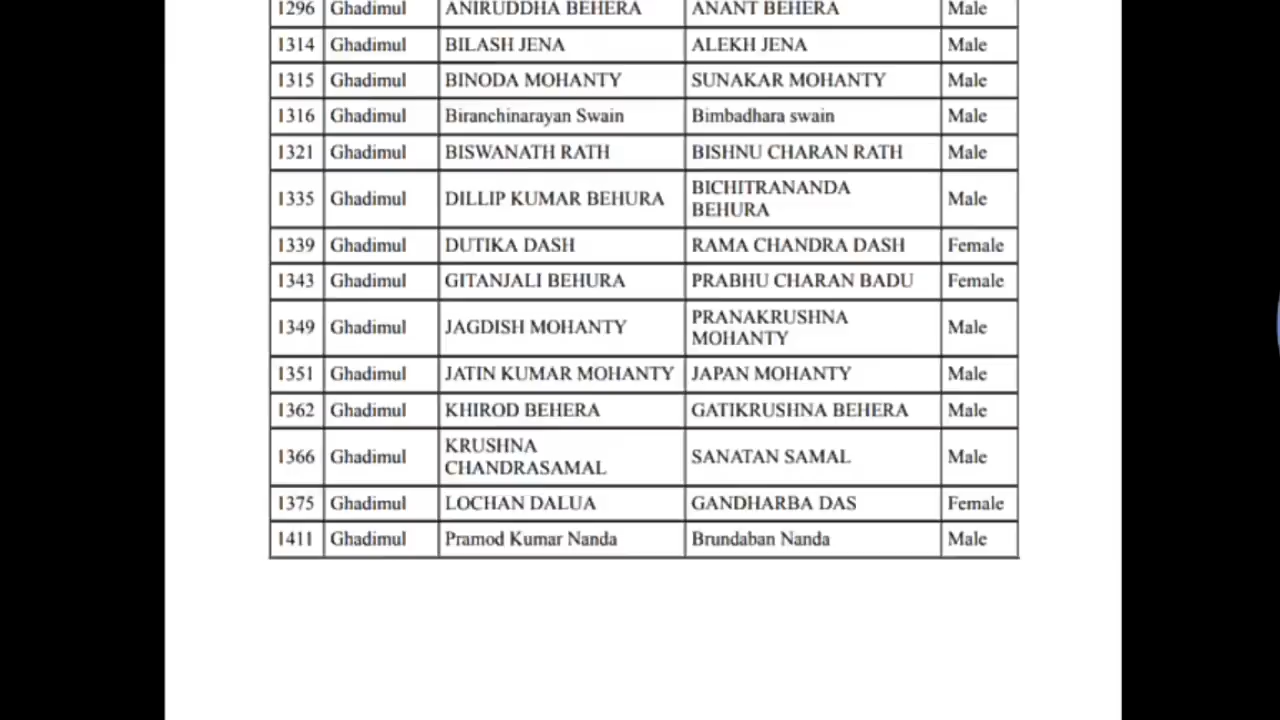 1296 Ghadimul ANIRUDDHA BEHERA ANANT BEHERA Male
1314 Ghadimul BILASH JENA ALEKH JENA Male
1315 Ghadimul BINODA MOHANTY SUNAKAR MOHANTY Male
1316 Ghadimul Biranchinarayan Swain Bimbadhara swain Male
1321 Ghadimul BISWANATH RATH BISHNU CHARAN RATH Male
1335 Ghadimul DILLIP KUMAR BEHURA BICHITRANANDA
BEHURA Male
1339 Ghadimul DUTIKA DASH RAMA CHANDRA DASH Female
1343 Ghadimul GITANJALI BEHURA PRABHU CHARAN BADU Female
1349 Ghadimul JAGDISH MOHANTY PRANAKRUSHNA
MOHANTY Male
1351 Ghadimul JATIN KUMAR MOHANTY JAPAN MOHANTY Male
1362 Ghadimul KHIROD BEHERA GATIKRUSHNA BEHERA Male
1366 Ghadimul KRUSHNA
CHANDRASAMAL SANATAN SAMAL Male
1375 Ghadimul LOCHAN DALUA GANDHARBA DAS Female
1411 Ghadimul Pramod Kumar Nanda Brundaban Nanda Male